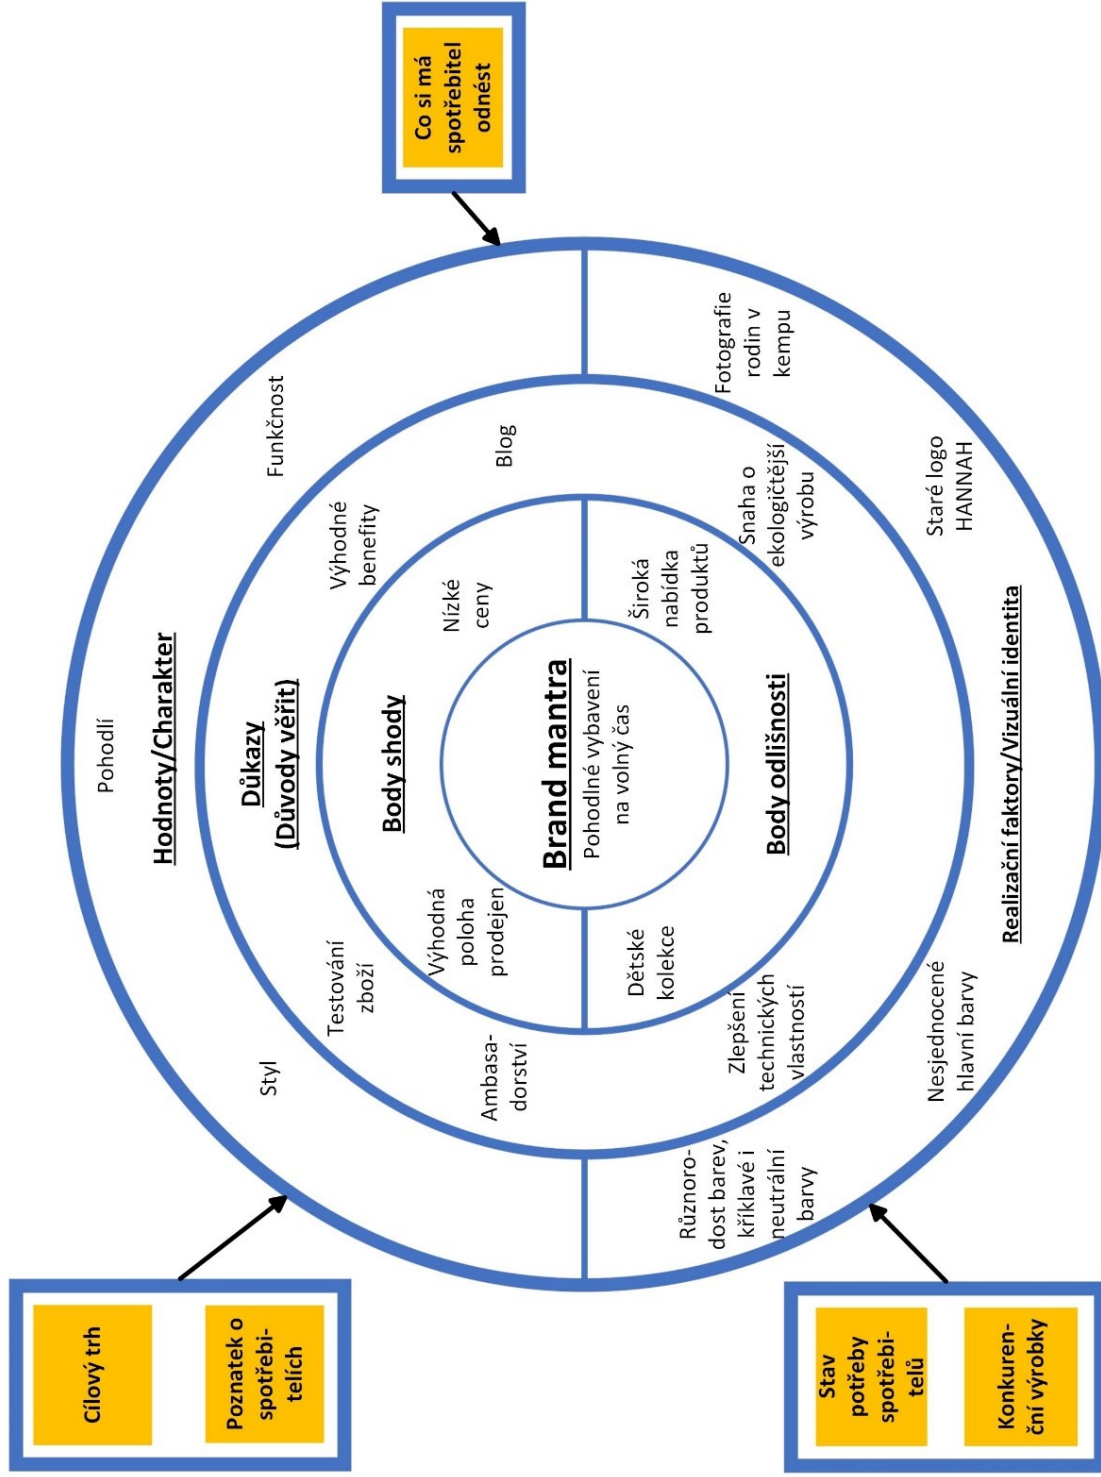 Cílový trh
Poznatek o
spotřebi-
telích
Stav
potřeby
spotřebi-
telů
Konkuren-
ční výrobky
Co si má
spotřebitel
odnést
Pohodlí
Hodnoty/Charakter
Styl
Funkčnost
Důkazy
(Důvody věřit)
Testování
zboží
Výhodné
benefity
Ambasa-
dorství
Blog
Body shody
Výhodná
poloha
prodejen
Nízké
ceny
Brand mantra
Pohodlné vybavení
na volný čas
Dětské
kolekce
Široká
nabídka
produktů
Body odlišnosti
Zlepšení
technických
vlastností
Snaha o
ekologičtější
výrobu
Různoro-
dost barev,
křiklavé i
neutrální
barvy
Fotografie
rodin v
kempu
Nesjednocené
hlavní barvy
Staré logo
HANNAH
Realizační faktory/Vizuální identita